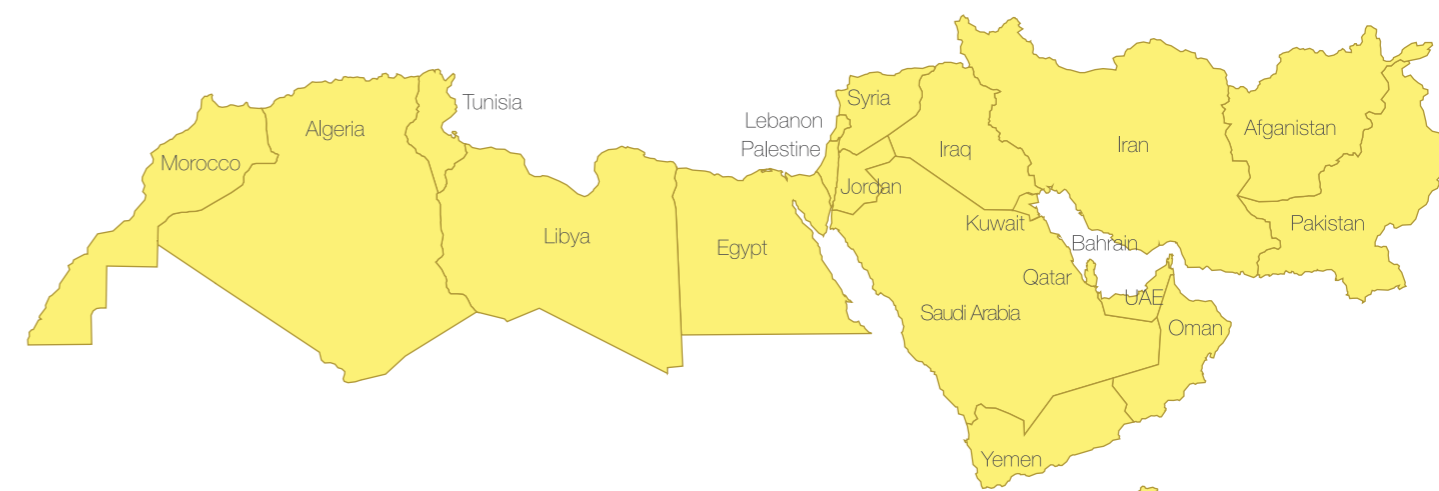 Tunisia
Algeria
Morocco
Libya
Egypt
Syria
Lebanon
Palestine
Jordan
Iraq
Iran
Afganistan
Pakistan
Kuwait
Bahrain
Qatar
UAE
Saudi Arabia
Oman
Yemen